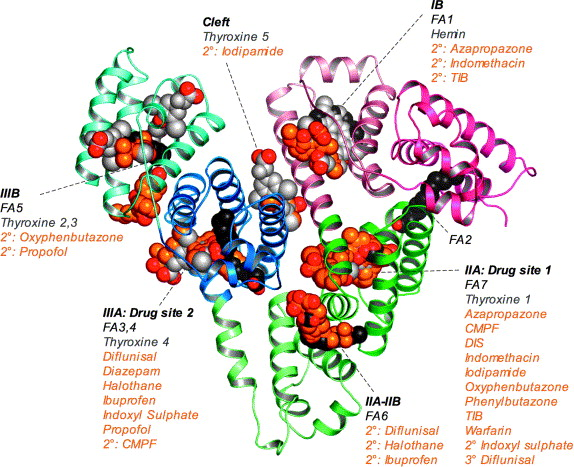 Cleft
Thyroxine 5
2°: Iodipamide
IB
FA1
Hemin
2°: Azapropazone
2°: Indomethacin
2°: TIB
IIIB
FA5
Thyroxine 2,3
2°: Oxyphenbutazone
2°: Propofol
FA2
IIIA: Drug site 2
FA3,4
Thyroxine 4
Diflunisal
Diazepam
Halothane
Ibuprofen
Indoxyl Sulphate
Propofol
2°: CMPF
IIA-IIB
FA6
2°: Diflunisal
2°: Halothane
2°: Ibuprofen
IIA: Drug site 1
FA7
Thyroxine 1
Azapropazone
CMPF
DIS
Indomethacin
Iodipamide
Oxyphenbutazone
Phenylbutazone
TIB
Warfarin
2° Indoxyl sulphate
3° Diflunisal